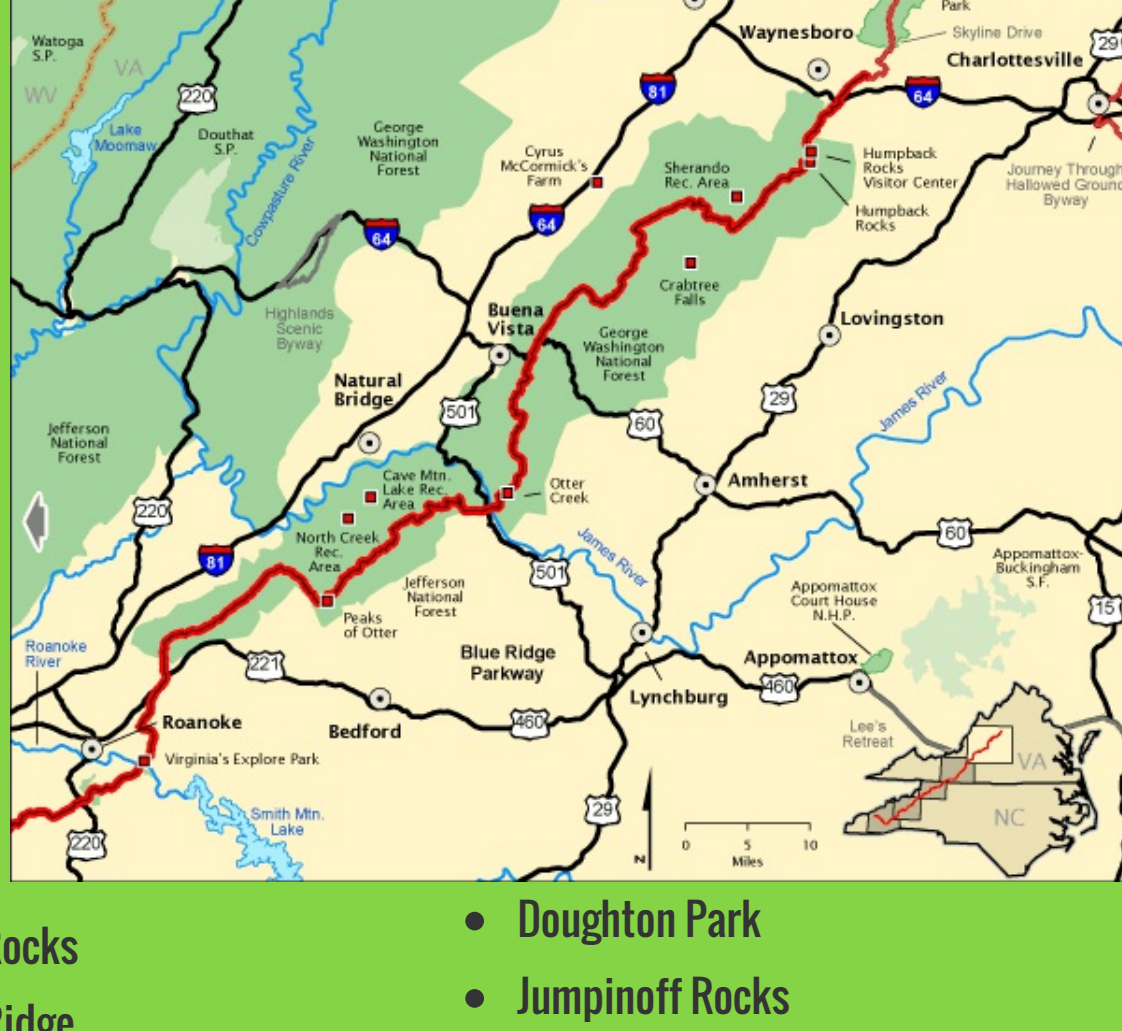 Park
Skyline Drive
Waynesboro
Charlottesville
29
Watoga
S.P.
VA
WV
220
81
64
Lake
Moomaw
Douthat
S.P.
George
Washington
National
Forest
Cowpasture River
Cyrus
McCormick's
Farm
Sherando
Rec. Area
Humpback
Rocks
Visitor Center
Humpback
Rocks
Journey Through
Hallowed Ground
Byway
64
64
Crabtree
Falls
Highlands
Scenic
Byway
Buena
Vista
George
Washington
National
Forest
Lovingston
Natural
Bridge
501
29
60
James River
Jefferson
National
Forest
Cave Mtn.
Lake Rec.
Area
Otter
Creek
Amherst
220
North Creek
Rec.
Area
81
60
James River
501
Appomattox-
Buckingham
S.F.
Jefferson
National
Forest
Appomattox
Court House
N.H.P.
15
Peaks
of Otter
Roanoke
River
221
Blue Ridge
Parkway
Appomattox
460
Lynchburg
Roanoke
Bedford
460
Lee's
Retreat
Virginia's Explore Park
VA
Smith Mtn.
Lake
29
NC
220
N
0 5 10
Miles
ocks
• Doughton Park
idge
• Jumpinoff Rocks